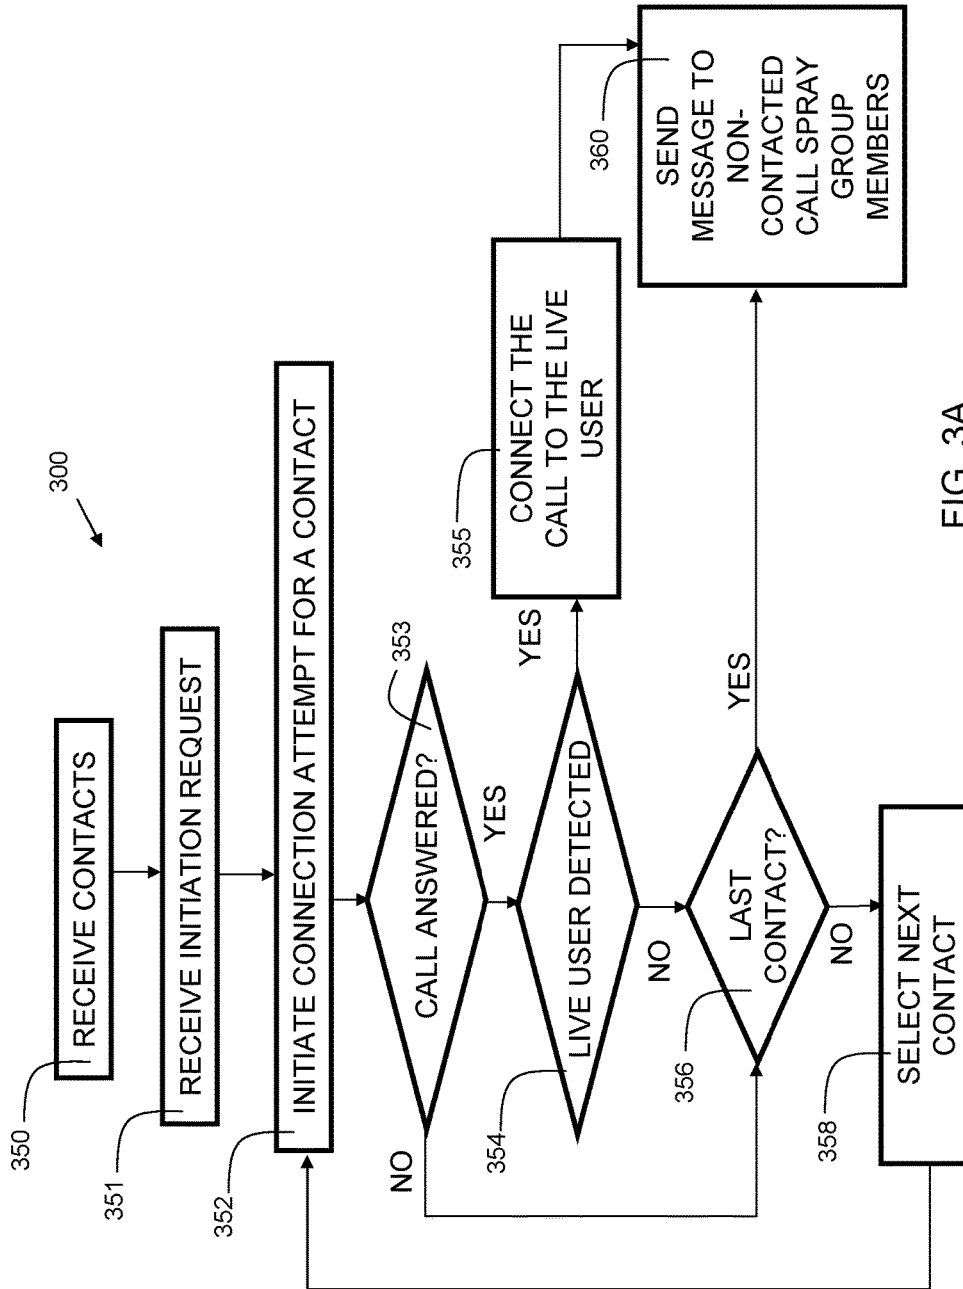 300
350
RECEIVE CONTACTS
351
RECEIVE INITIATION REQUEST
352
INITIATE CONNECTION ATTEMPT FOR A CONTACT
353
CALL ANSWERED?
NO
YES
354
LIVE USER DETECTED
YES
NO
355
CONNECT THE
CALL TO THE LIVE
USER
356
LAST
CONTACT?
YES
NO
358
SELECT NEXT
CONTACT
360
SEND
MESSAGE TO
NON-
CONTACTED
CALL SPRAY
GROUP
MEMBERS
FIG. 3A